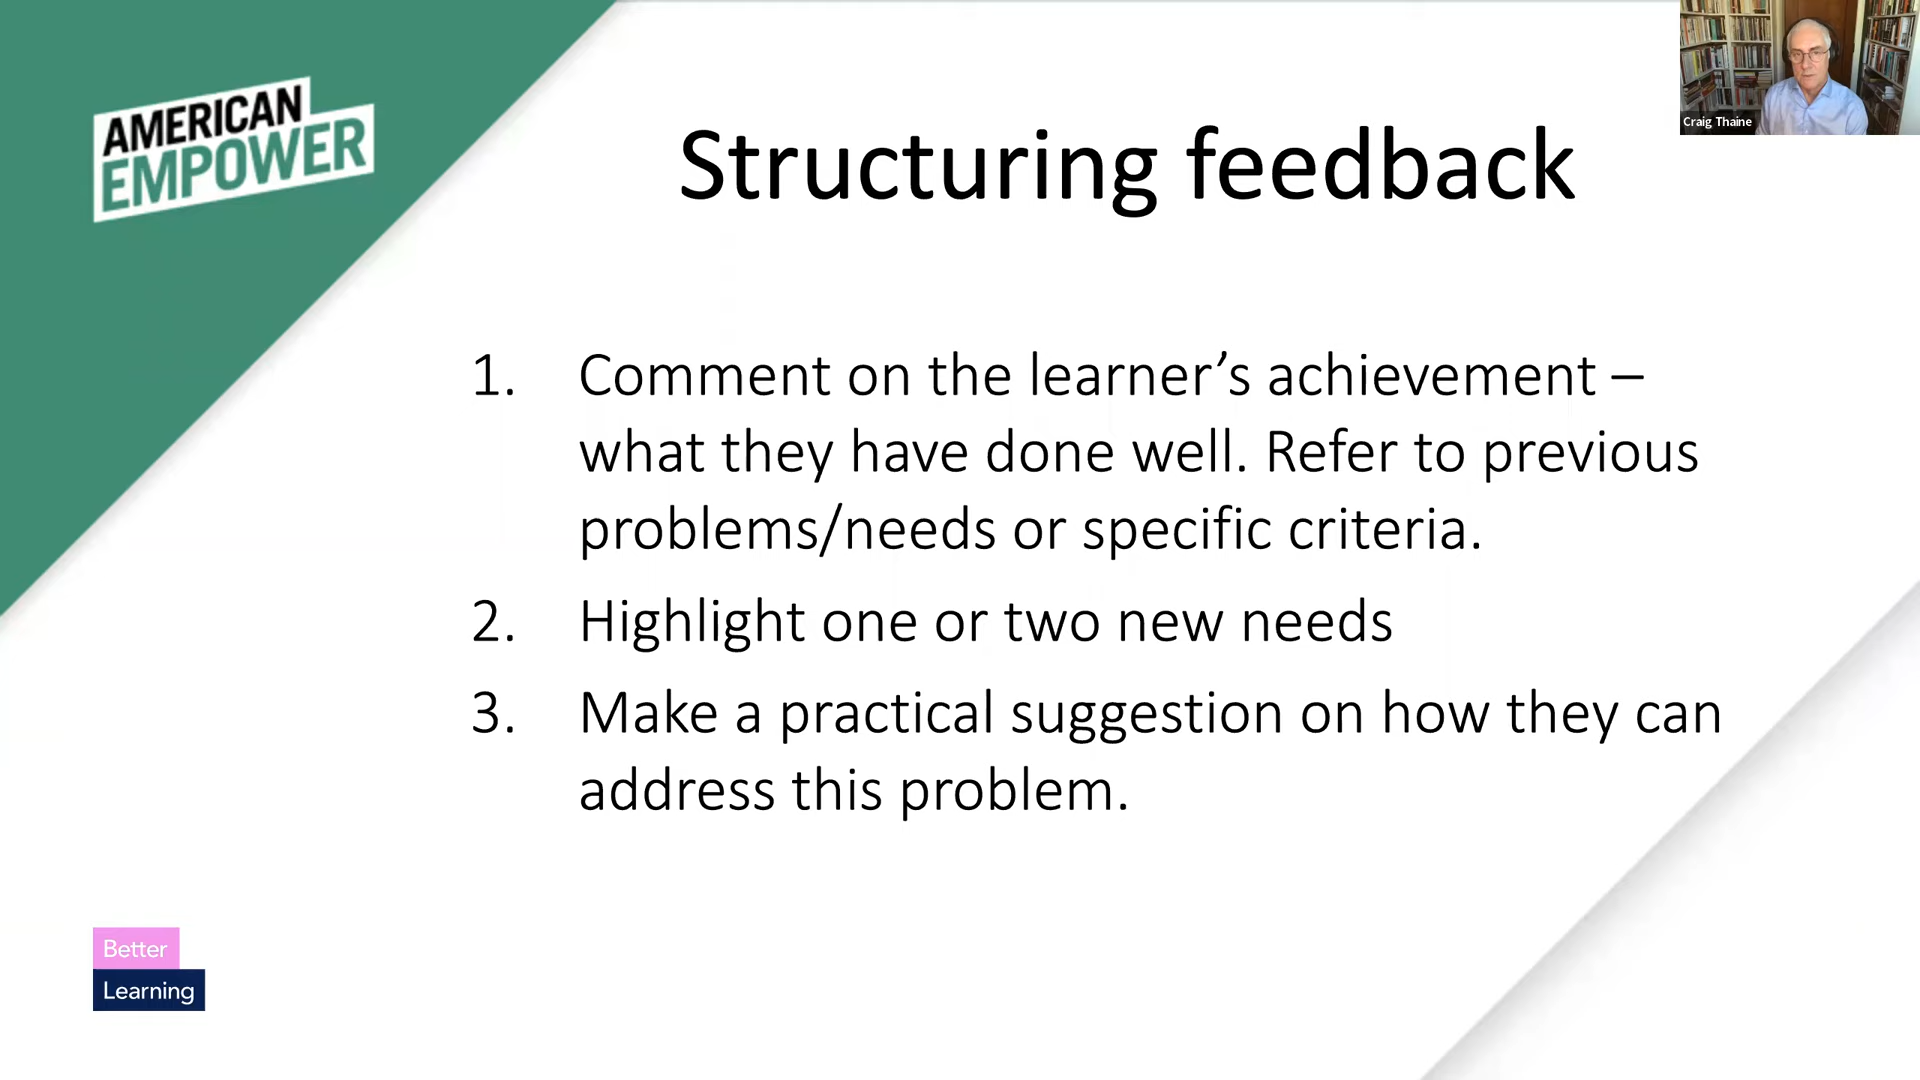 AMERICAN
EMPOWER
Craig Thaine
Structuring feedback
1. Comment on the learner’s achievement –
what they have done well. Refer to previous
problems/needs or specific criteria.
2. Highlight one or two new needs
3. Make a practical suggestion on how they can
address this problem.
Better
Learning